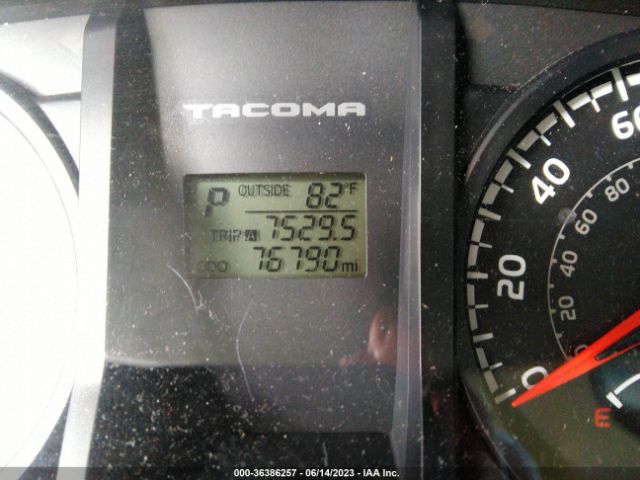 TACOMA
P OUTSIDE 82°F
TRIP A 7529.5
ODO 76790 mi
0 20 40 60
20 40 60 80
E
000-36386257 - 06/14/2023 - IAA Inc.